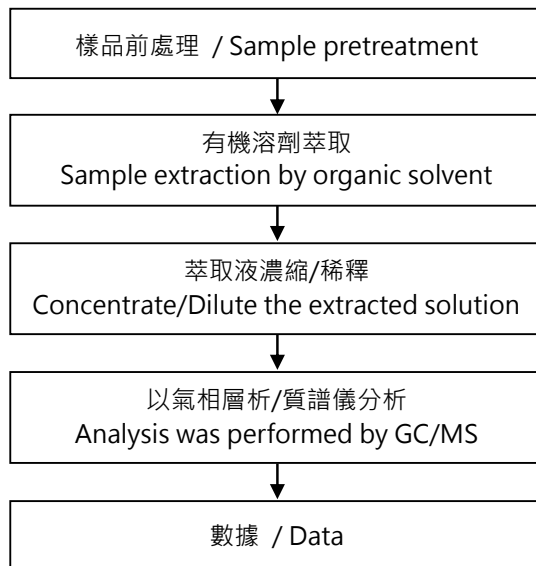 樣品前處理 / Sample pretreatment
有機溶劑萃取
Sample extraction by organic solvent
萃取液濃縮/稀釋
Concentrate/Dilute the extracted solution
以氣相層析/質譜儀分析
Analysis was performed by GC/MS
數據 / Data